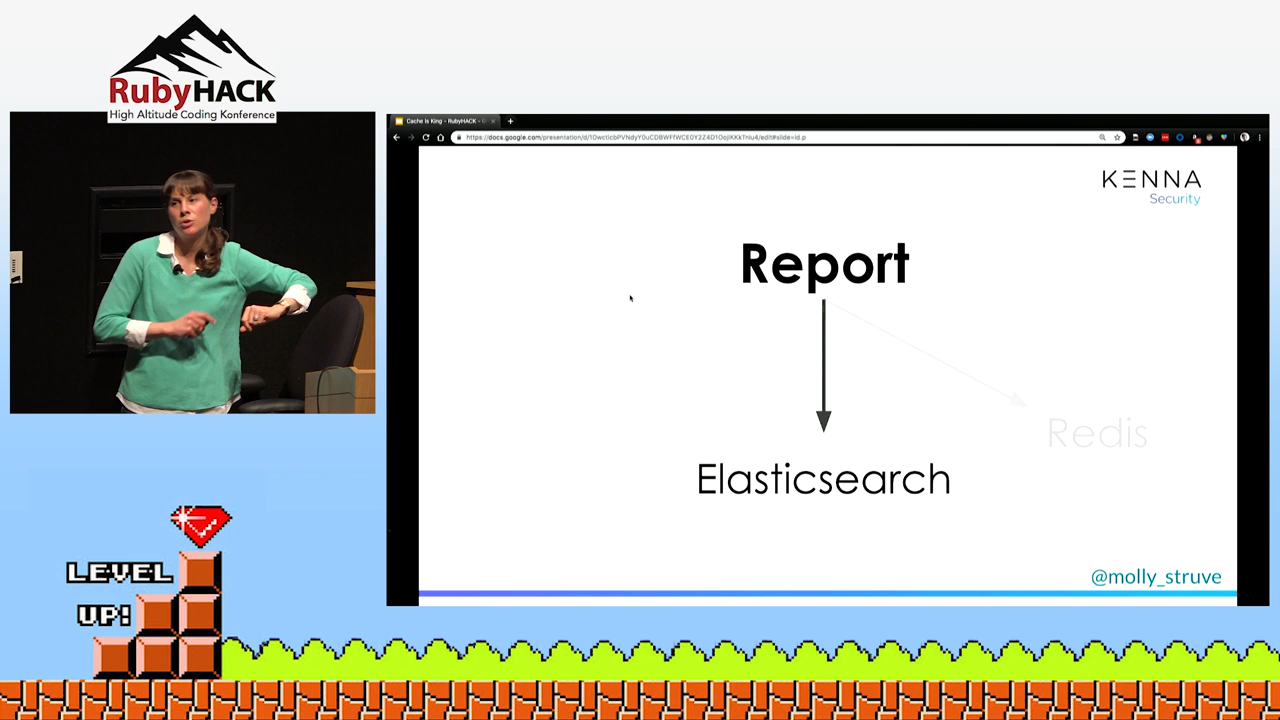 RubyHACK
High Altitude Coding Konference
Cache is King - RubyHACK -
KENNA
Security
Report
Redis
Elasticsearch
@molly_struve
LEVEL
UP!